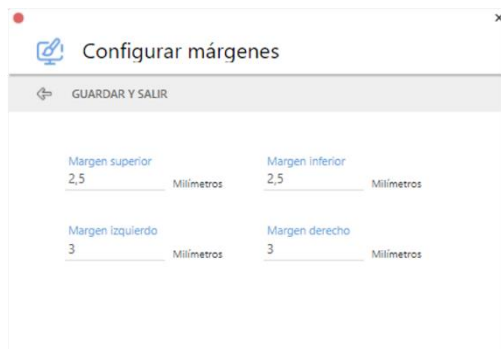 Configurar márgenes
GUARDAR Y SALIR
Margen superior
2,5 Milímetros
Margen inferior
2,5 Milímetros
Margen izquierdo
3 Milímetros
Margen derecho
3 Milímetros